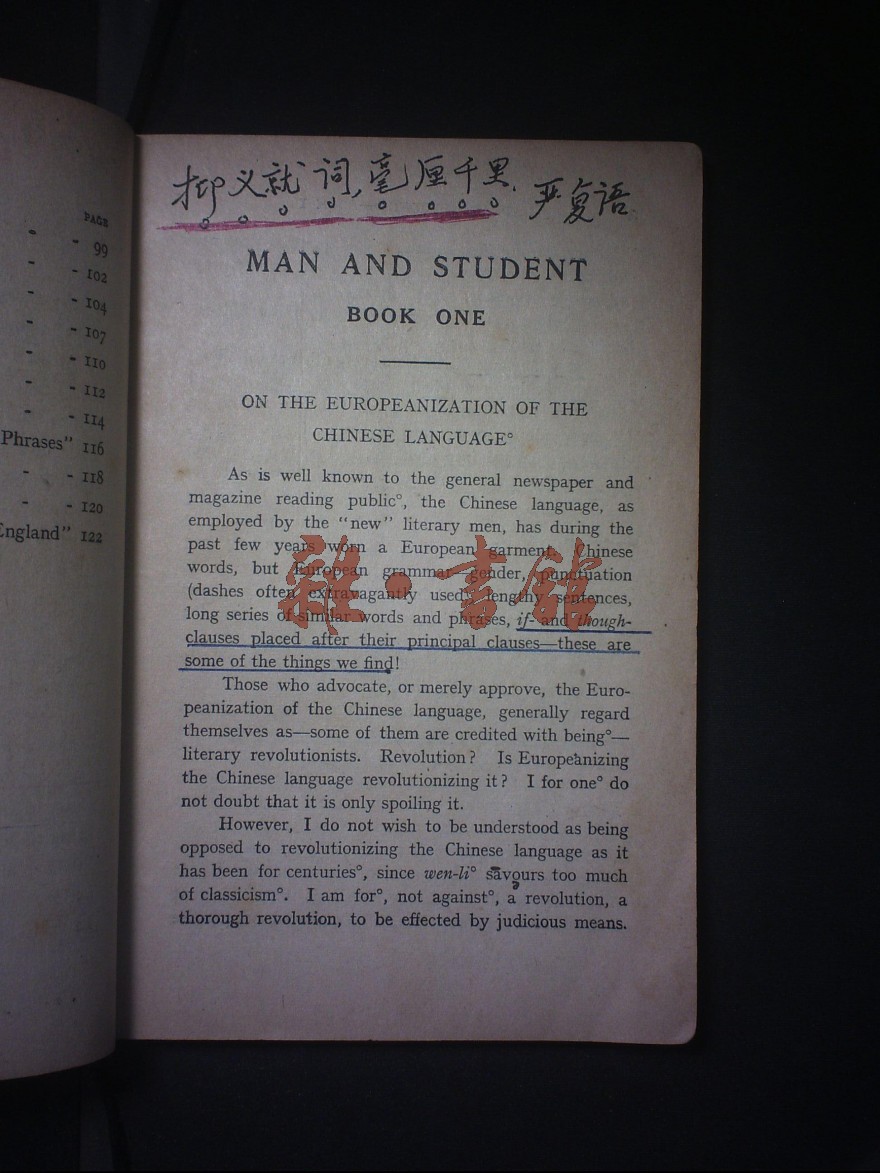 PAGE
- - 99
- - 102
- - 104
- - 107
- - 110
- - 112
- - 114
Phrases" 116
- - 118
- - 120
England" 122
抑义就词,毫厘千里. 严复语
MAN AND STUDENT
BOOK ONE
ON THE EUROPEANIZATION OF THE
CHINESE LANGUAGE°
As is well known to the general newspaper and
magazine reading public°, the Chinese language, as
employed by the "new" literary men, has during the
past few years worn a European garment. Chinese
words, but European grammar—gender, punctuation
(dashes often extravagantly used), lengthy sentences,
long series of similar words and phrases, if- and though-
clauses placed after their principal clauses—these are
some of the things we find!
Those who advocate, or merely approve, the Euro-
peanization of the Chinese language, generally regard
themselves as—some of them are credited with being°—
literary revolutionists. Revolution? Is Europeanizing
the Chinese language revolutionizing it? I for one° do
not doubt that it is only spoiling it.
However, I do not wish to be understood as being
opposed to revolutionizing the Chinese language as it
has been for centuries°, since wen-li° savours too much
of classicism°. I am for°, not against°, a revolution, a
thorough revolution, to be effected by judicious means.
雜·書館